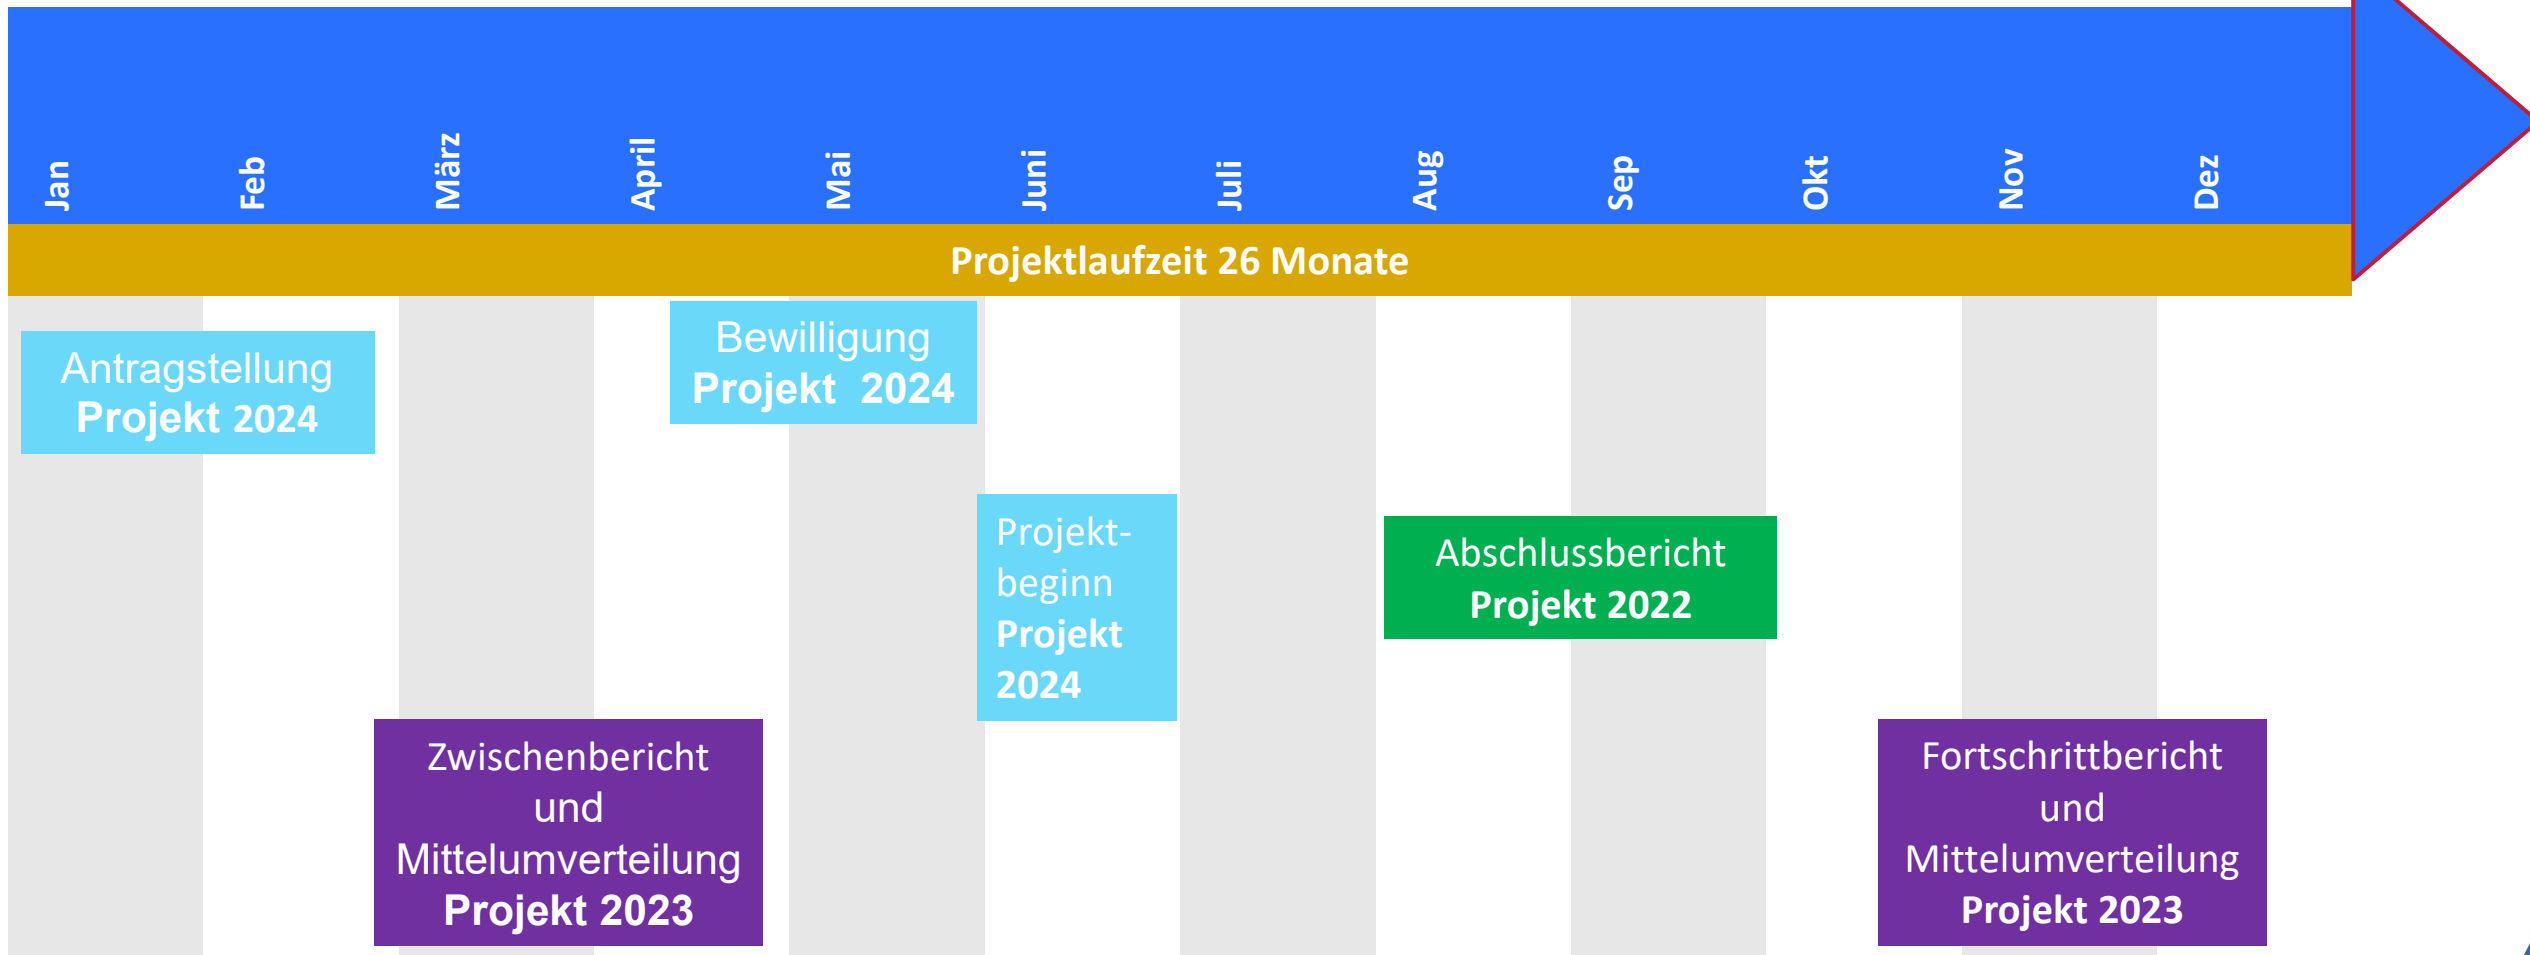 Jan
Feb
März
April
Mai
Juni
Juli
Aug
Sep
Okt
Nov
Dez
Projektlaufzeit 26 Monate
Antragstellung
Projekt 2024
Bewilligung
Projekt  2024
Projekt-
beginn
Projekt
2024
Abschlussbericht
Projekt 2022
Zwischenbericht
und
Mittelumverteilung
Projekt 2023
Fortschrittbericht
und
Mittelumverteilung
Projekt 2023